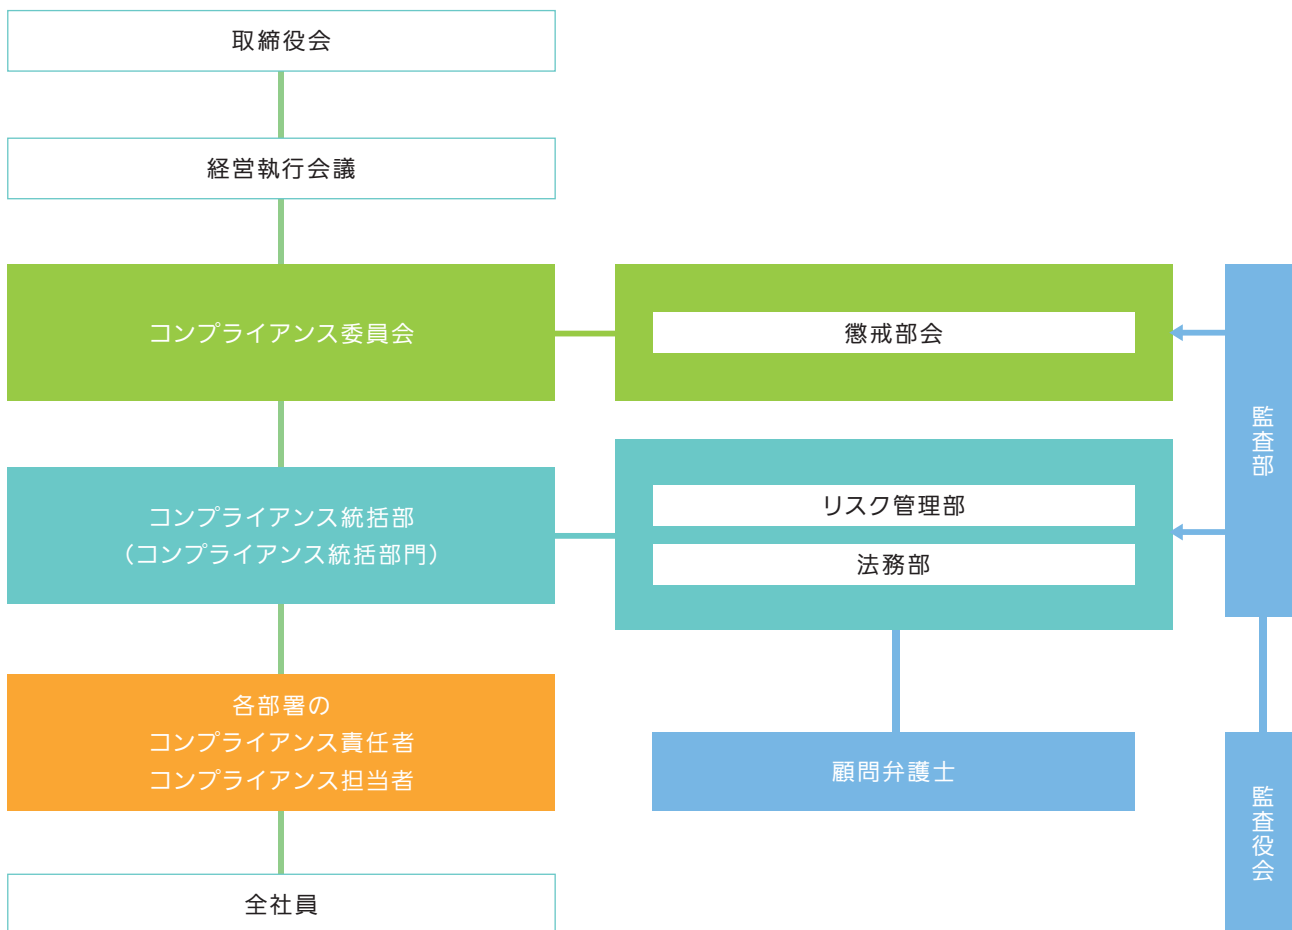 取締役会
経営執行会議
コンプライアンス委員会
懲戒部会
監査部
コンプライアンス統括部
（コンプライアンス統括部門）
リスク管理部
法務部
各部署の
コンプライアンス責任者
コンプライアンス担当者
顧問弁護士
監査役会
全社員